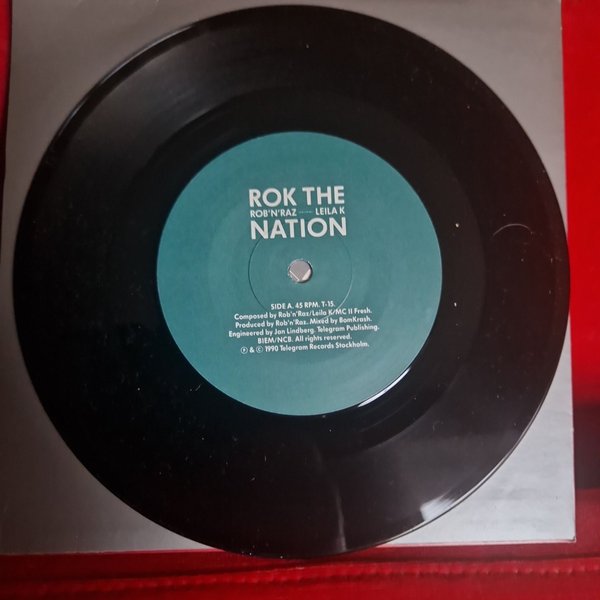 ROK THE
ROB'N'RAZ LEILA K
NATION
SIDE A. 45 RPM. T-15.
Composed by Rob'n'Raz/Leila K/MC II Fresh.
Produced by Rob'n'Raz. Mixed by BomKrash.
Engineered by Jan Lindberg. Telegram Publishing.
BIEM/NCB. All rights reserved.
℗ & © 1990 Telegram Records Stockholm.